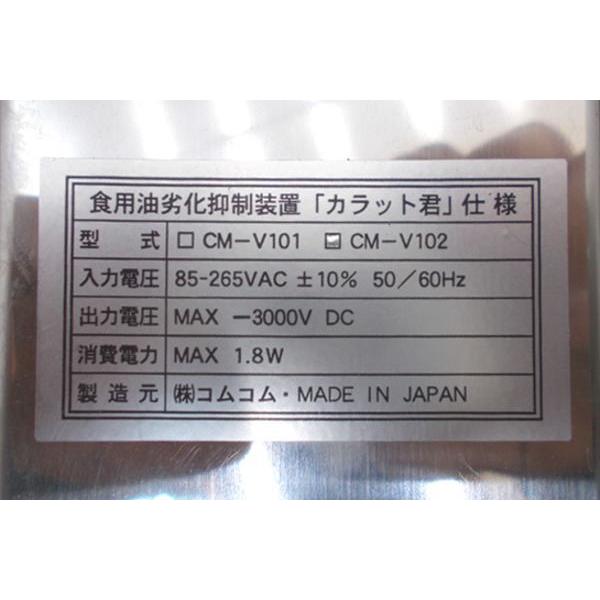 食用油劣化抑制装置「カラット君」仕様
型式 □ CM-V101 ☑ CM-V102
入力電圧 85-265VAC ±10% 50/60Hz
出力電圧 MAX -3000V DC
消費電力 MAX 1.8W
製造元 ㈱コムコム・MADE IN JAPAN